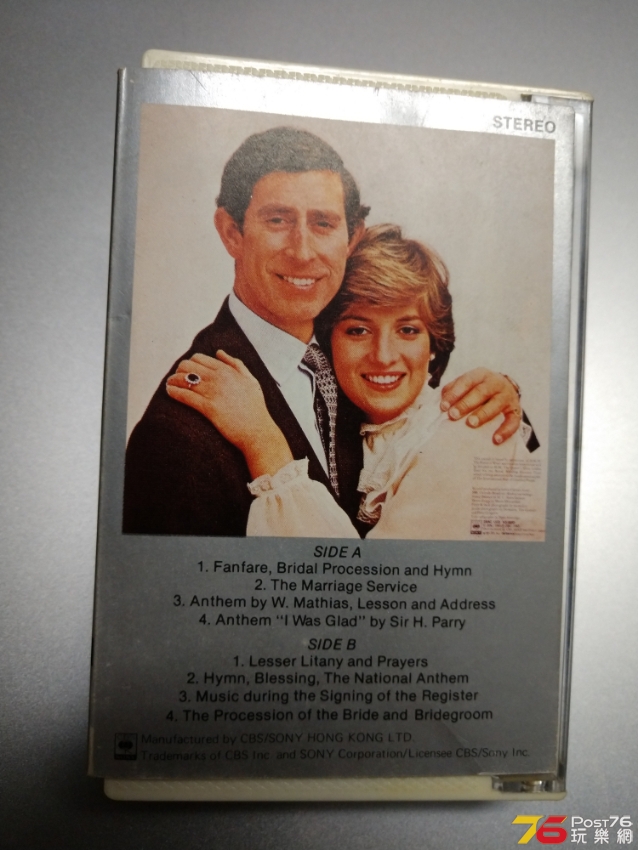 STEREO
SIDE A
1. Fanfare, Bridal Procession and Hymn
2. The Marriage Service
3. Anthem by W. Mathias, Lesson and Address
4. Anthem "I Was Glad" by Sir H. Parry
SIDE B
1. Lesser Litany and Prayers
2. Hymn, Blessing, The National Anthem
3. Music during the Signing of the Register
4. The Procession of the Bride and Bridegroom
Manufactured by CBS/SONY HONG KONG LTD.
Trademarks of CBS Inc. and SONY Corporation/Licensee CBS/Sony Inc.
76 POST76
玩樂網